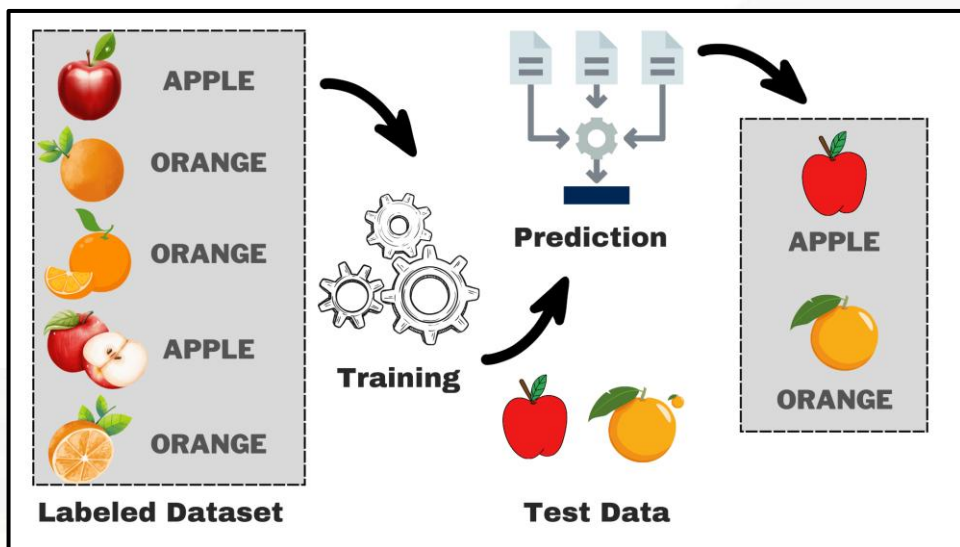 APPLE
ORANGE
ORANGE
APPLE
ORANGE
Labeled Dataset
Training
Prediction
Test Data
APPLE
ORANGE